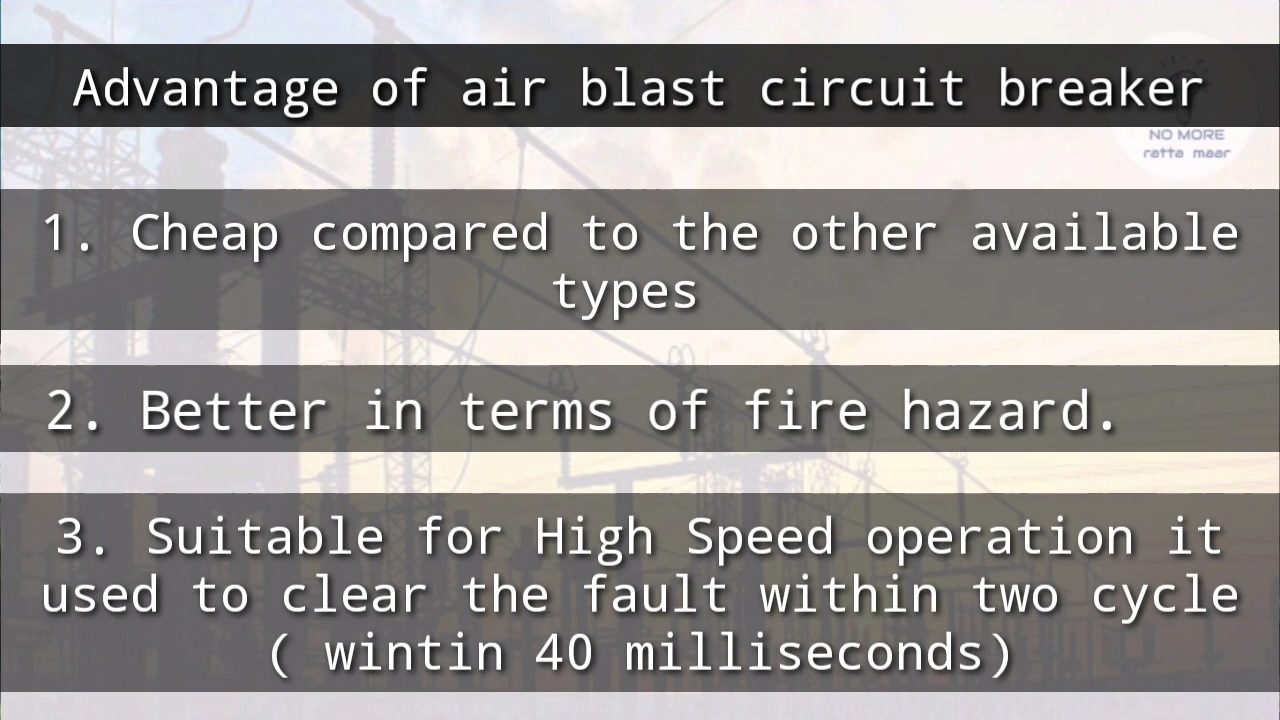 Advantage of air blast circuit breaker
NO MORE
ratta maar
1. Cheap compared to the other available
types
2. Better in terms of fire hazard.
3. Suitable for High Speed operation it
used to clear the fault within two cycle
( wintin 40 milliseconds)